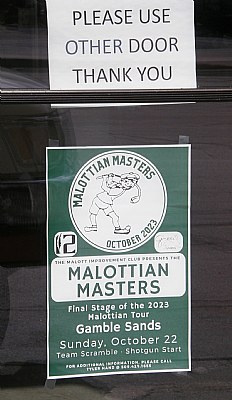 PLEASE USE
OTHER DOOR
THANK YOU
MALOTTIAN MASTERS
OCTOBER 2023
THE MALOTT IMPROVEMENT CLUB PRESENTS THE
MALOTTIAN
MASTERS
Final Stage of the 2023
Malottian Tour
Gamble Sands
Sunday, October 22
Team Scramble · Shotgun Start
FOR ADDITIONAL INFORMATION, PLEASE CALL